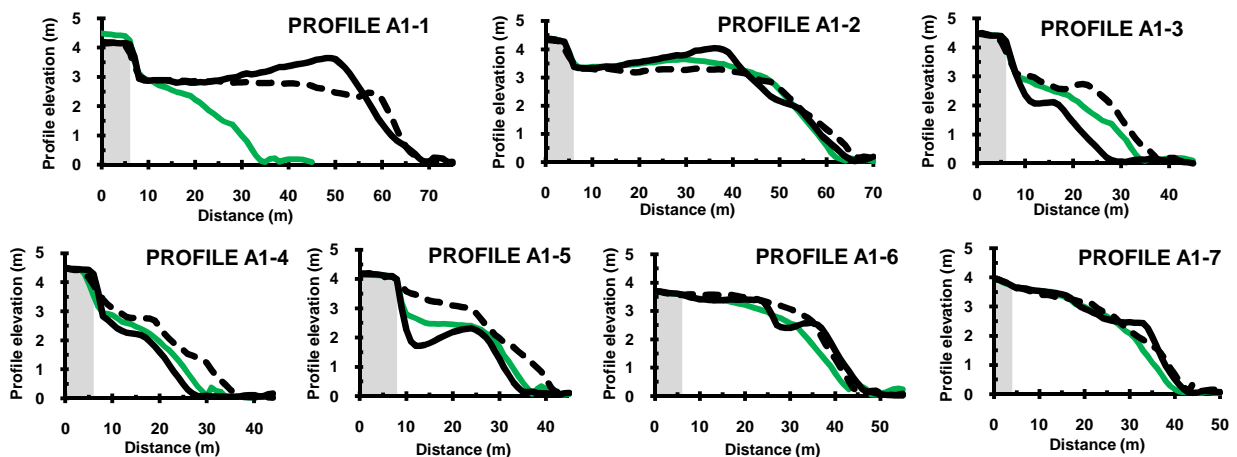 PROFILE A1-1
Profile elevation (m)
5
4
3
2
1
0
0 10 20 30 40 50 60 70
Distance (m)
PROFILE A1-2
Profile elevation (m)
5
4
3
2
1
0
0 10 20 30 40 50 60 70
Distance (m)
PROFILE A1-3
Profile elevation (m)
5
4
3
2
1
0
0 10 20 30 40
Distance (m)
PROFILE A1-4
Profile elevation (m)
5
4
3
2
1
0
0 10 20 30 40
Distance (m)
PROFILE A1-5
Profile elevation (m)
5
4
3
2
1
0
0 10 20 30 40
Distance (m)
PROFILE A1-6
Profile elevation (m)
5
4
3
2
1
0
0 10 20 30 40 50
Distance (m)
PROFILE A1-7
Profile elevation (m)
5
4
3
2
1
0
0 10 20 30 40 50
Distance (m)